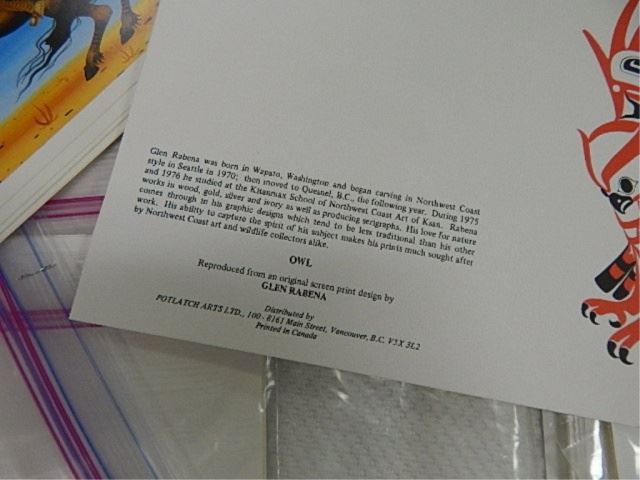 Glen Rabena was born in Wapato, Washington and began carving in Northwest Coast
style in Seattle in 1970; then moved to Quesnel, B.C., the following year. During 1975
and 1976 he studied at the Kitanmax School of Northwest Coast Art of Ksan. Rabena
works in wood, gold, silver and ivory as well as producing serigraphs. His love for nature
comes through in his graphic designs which tend to be less traditional than his other
work. His ability to capture the spirit of his subject makes his prints much sought after
by Northwest Coast art and wildlife collectors alike.
OWL
Reproduced from an original screen print design by
GLEN RABENA
Distributed by
POTLATCH ARTS LTD., 100 - 8161 Main Street, Vancouver, B.C. V5X 3L2
Printed in Canada